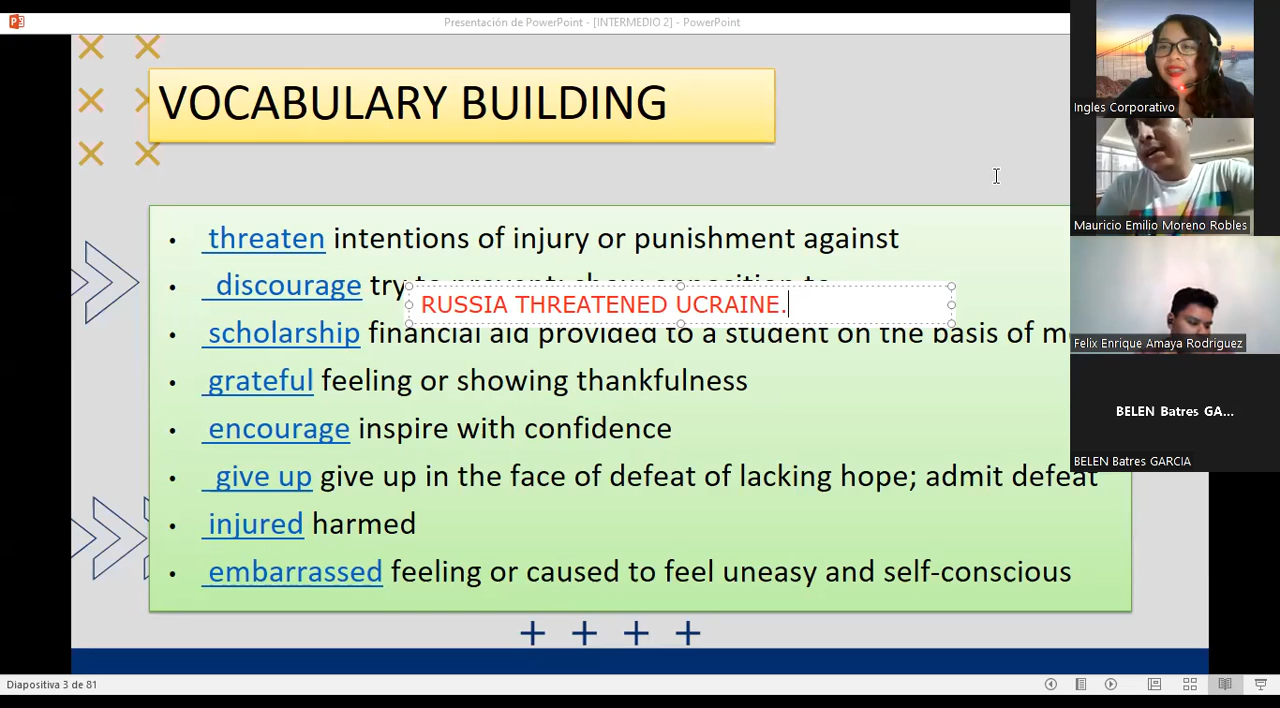 Presentación de PowerPoint - [INTERMEDIO 2] - PowerPoint
VOCABULARY BUILDING
• threaten intentions of injury or punishment against
discourage try to prevent; show opposition to
RUSSIA THREATENED UCRAINE.
• scholarship financial aid provided to a student on the basis of
• grateful feeling or showing thankfulness
• encourage inspire with confidence
• give up give up in the face of defeat of lacking hope; admit defeat
• injured harmed
• embarrassed feeling or caused to feel uneasy and self-conscious
Ingles Corporativo
Mauricio Emilio Moreno Robles
Felix Enrique Amaya Rodriguez
BELEN Batres GA...
BELEN Batres GARCIA
Diapositiva 3 de 81